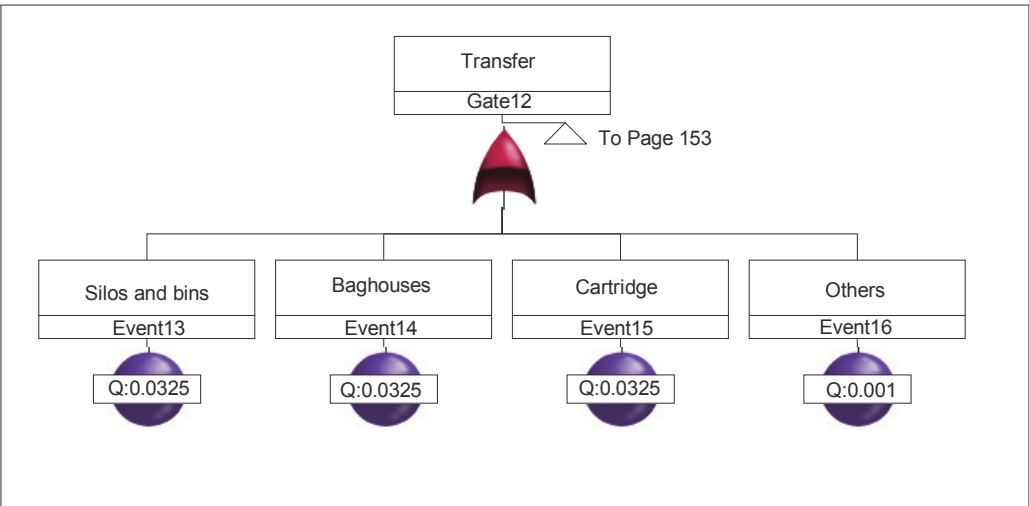 Transfer
Gate12
To Page 153
Silos and bins
Event13
Q:0.0325
Baghouses
Event14
Q:0.0325
Cartridge
Event15
Q:0.0325
Others
Event16
Q:0.001